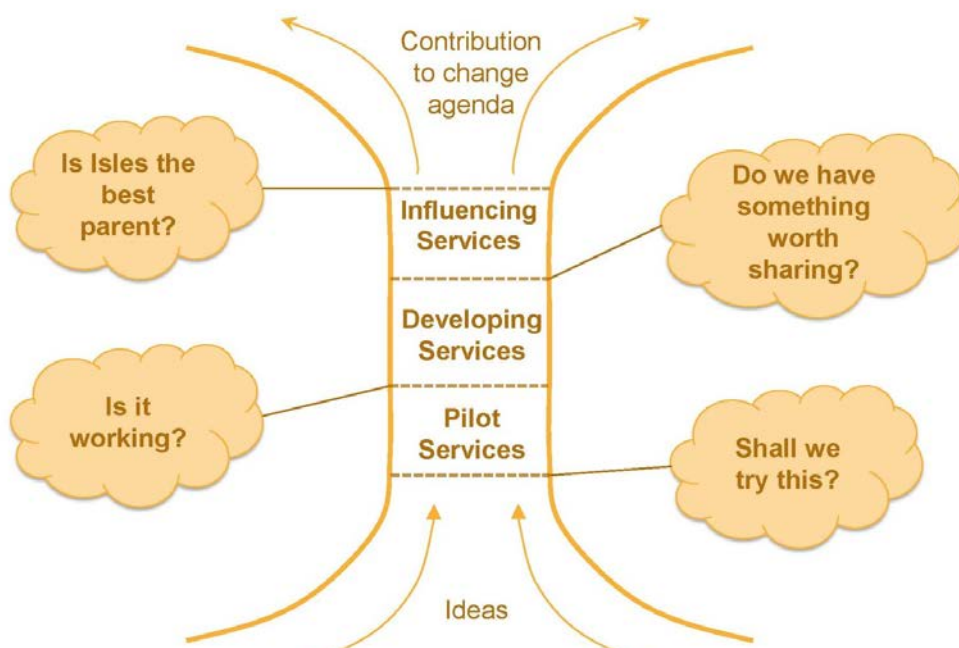 Contribution
to change
agenda
Is Isles the
best
parent?
Do we have
something
worth
sharing?
Influencing
Services
Developing
Services
Is it
working?
Pilot
Services
Shall we
try this?
Ideas